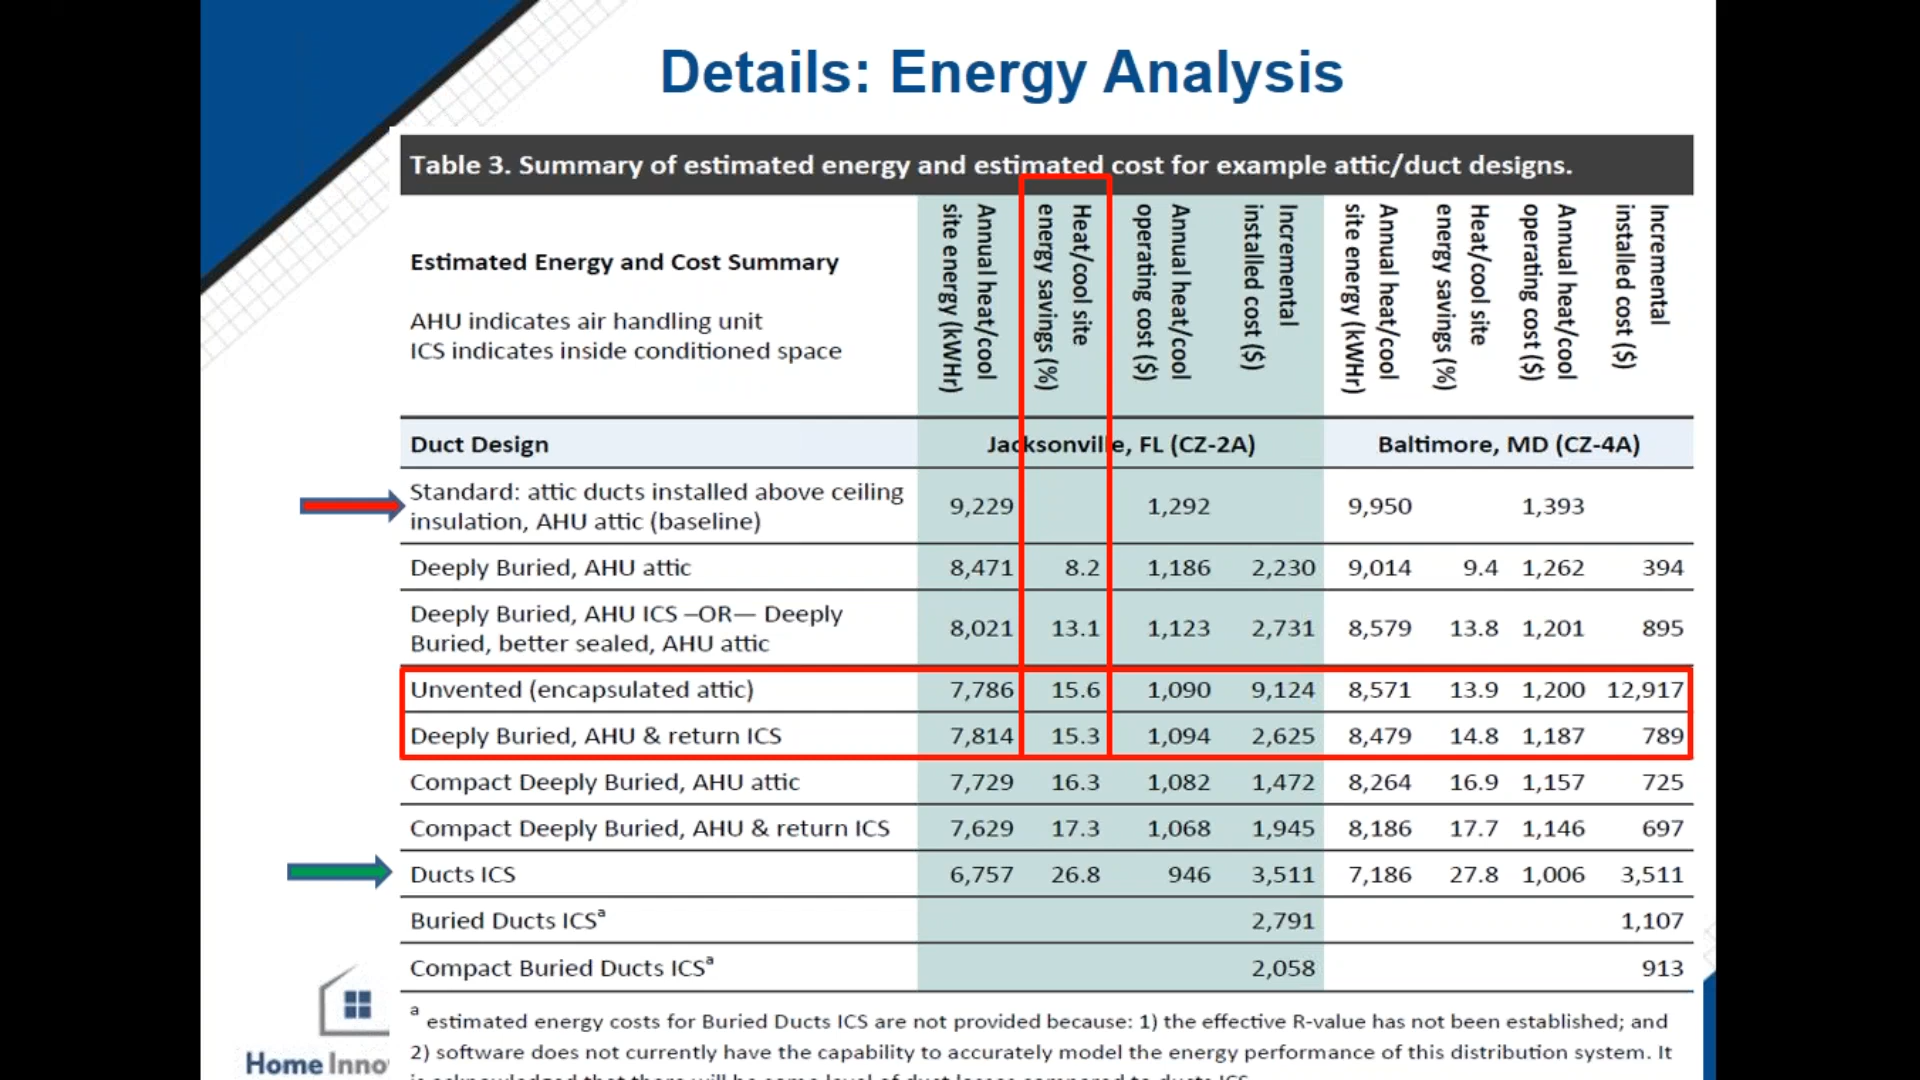 Details: Energy Analysis
Table 3. Summary of estimated energy and estimated cost for example attic/duct designs.
Estimated Energy and Cost Summary
AHU indicates air handling unit
ICS indicates inside conditioned space
Annual heat/cool
site energy (kWHr)
Heat/cool site
energy savings (%)
Annual heat/cool
operating cost ($)
Incremental
installed cost ($)
Annual heat/cool
site energy (kWHr)
Heat/cool site
energy savings (%)
Annual heat/cool
operating cost ($)
Incremental
installed cost ($)
Duct Design Jacksonville, FL (CZ-2A) Baltimore, MD (CZ-4A)
Standard: attic ducts installed above ceiling
insulation, AHU attic (baseline) 9,229 1,292 9,950 1,393
Deeply Buried, AHU attic 8,471 8.2 1,186 2,230 9,014 9.4 1,262 394
Deeply Buried, AHU ICS –OR— Deeply
Buried, better sealed, AHU attic 8,021 13.1 1,123 2,731 8,579 13.8 1,201 895
Unvented (encapsulated attic) 7,786 15.6 1,090 9,124 8,571 13.9 1,200 12,917
Deeply Buried, AHU & return ICS 7,814 15.3 1,094 2,625 8,479 14.8 1,187 789
Compact Deeply Buried, AHU attic 7,729 16.3 1,082 1,472 8,264 16.9 1,157 725
Compact Deeply Buried, AHU & return ICS 7,629 17.3 1,068 1,945 8,186 17.7 1,146 697
Ducts ICS 6,757 26.8 946 3,511 7,186 27.8 1,006 3,511
Buried Ducts ICSa 2,791 1,107
Compact Buried Ducts ICSa 2,058 913
a estimated energy costs for Buried Ducts ICS are not provided because: 1) the effective R-value has not been established; and
2) software does not currently have the capability to accurately model the energy performance of this distribution system. It
Home Inno